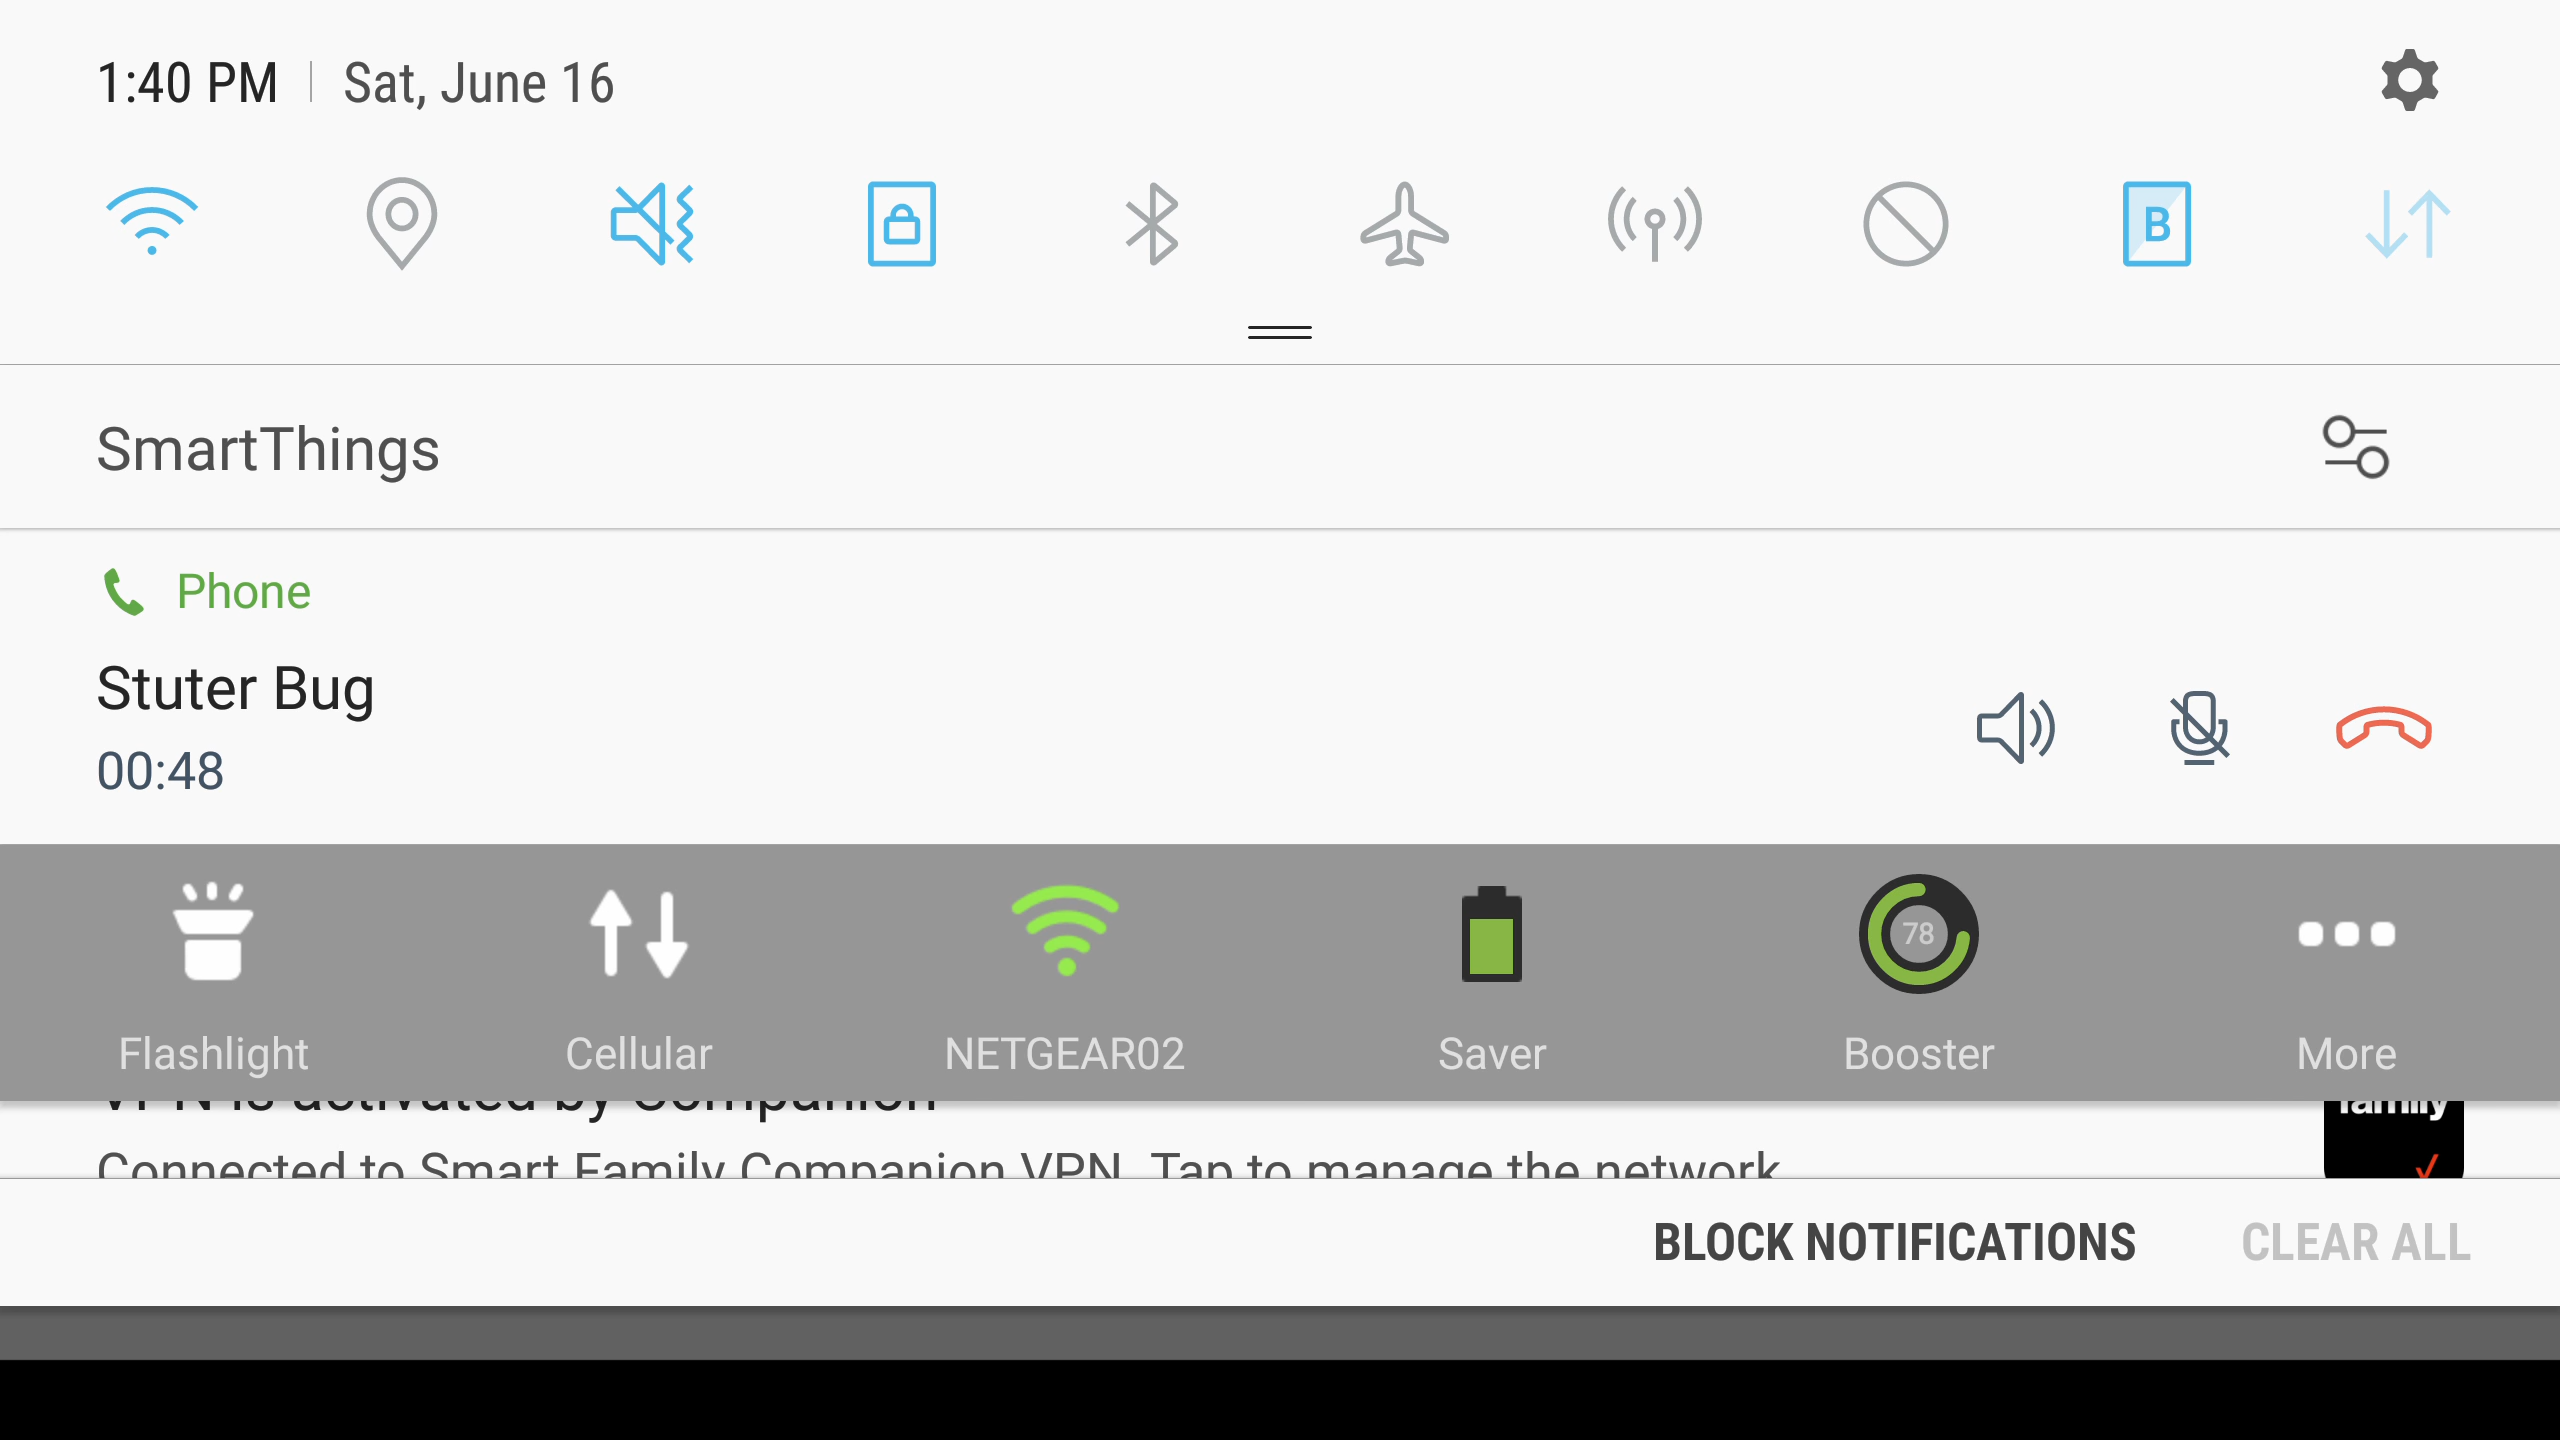 1:40 PM | Sat, June 16
B
SmartThings
Phone
Stuter Bug
00:48
78
Flashlight Cellular NETGEAR02 Saver Booster More
VPN is activated by Companion
family
Connected to Smart Family Companion VPN. Tap to manage the network.
BLOCK NOTIFICATIONS CLEAR ALL